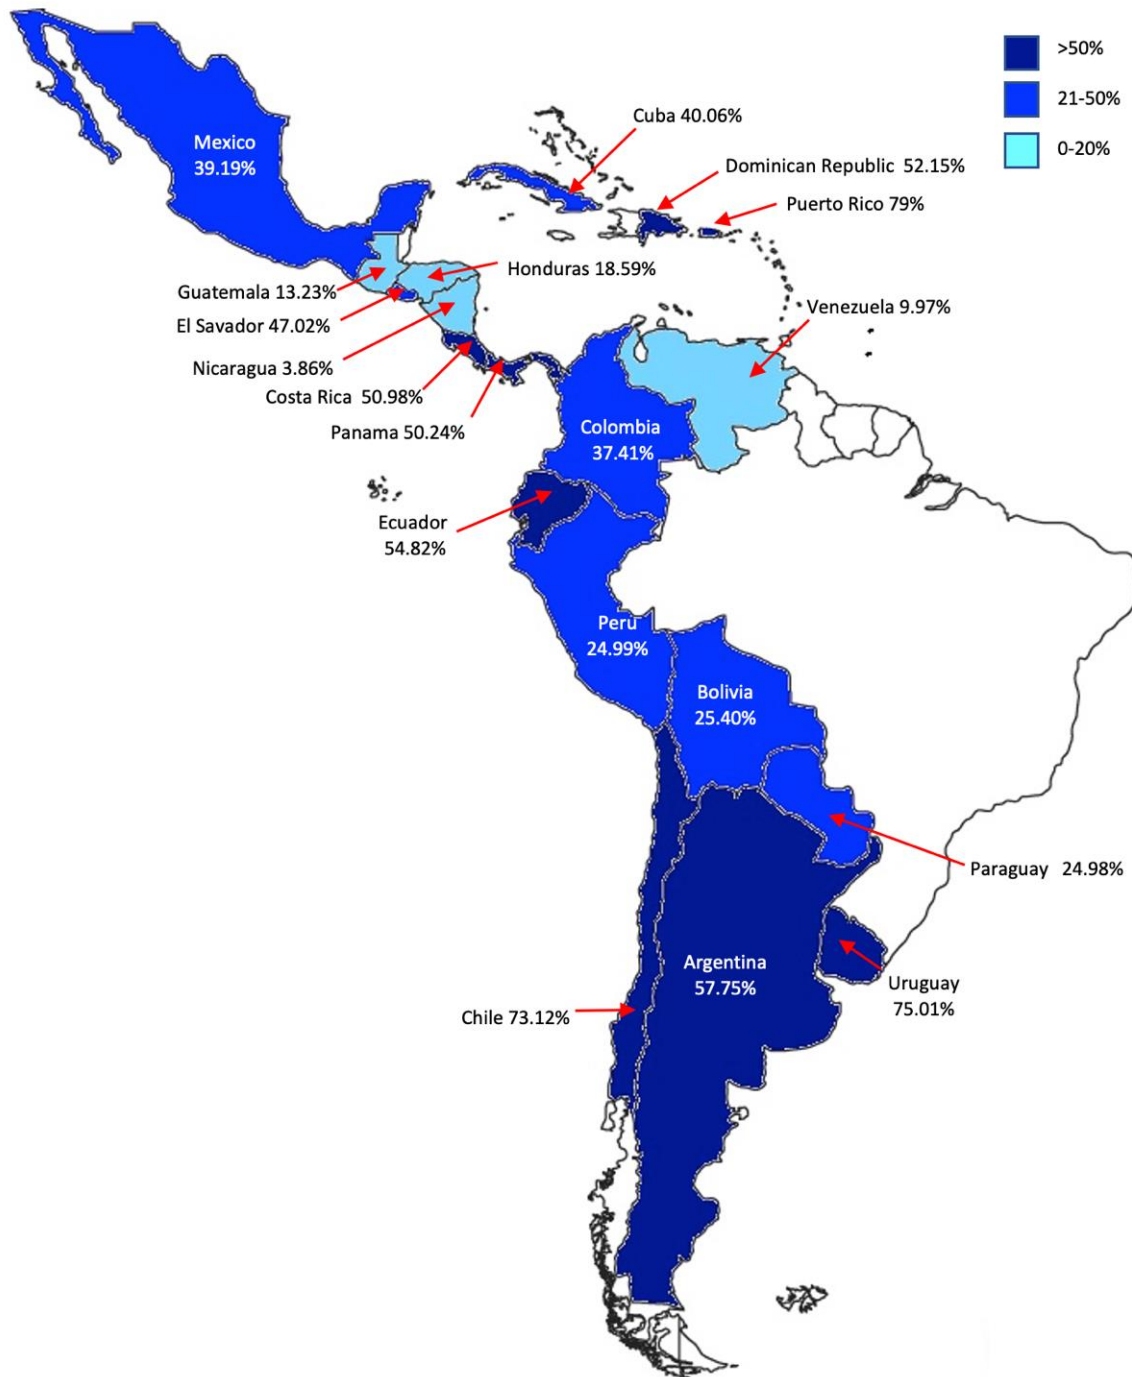 >50%
21-50%
0-20%
Cuba 40.06%
Mexico
39.19%
Dominican Republic 52.15%
Puerto Rico 79%
Honduras 18.59%
Guatemala 13.23%
Venezuela 9.97%
El Savador 47.02%
Nicaragua 3.86%
Costa Rica 50.98%
Panama 50.24%
Colombia
37.41%
Ecuador
54.82%
Perù
24.99%
Bolivia
25.40%
Paraguay 24.98%
Argentina
57.75%
Uruguay
75.01%
Chile 73.12%